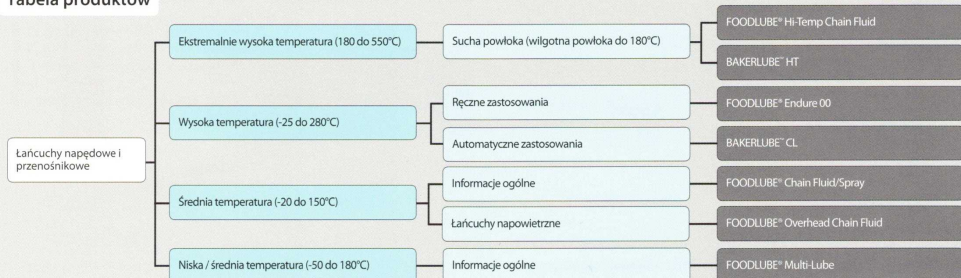 Tabela produktów
Łańcuchy napędowe i
przenośnikowe
Ekstremalnie wysoka temperatura (180 do 550°C)
Sucha powłoka (wilgotna powłoka do 180°C)
FOODLUBE® Hi-Temp Chain Fluid
BAKERLUBE™ HT
Wysoka temperatura (-25 do 280°C)
Ręczne zastosowania
FOODLUBE® Endure 00
Automatyczne zastosowania
BAKERLUBE™ CL
Średnia temperatura (-20 do 150°C)
Informacje ogólne
FOODLUBE® Chain Fluid/Spray
Łańcuchy napowietrzne
FOODLUBE® Overhead Chain Fluid
Niska / średnia temperatura (-50 do 180°C)
Informacje ogólne
FOODLUBE® Multi-Lube